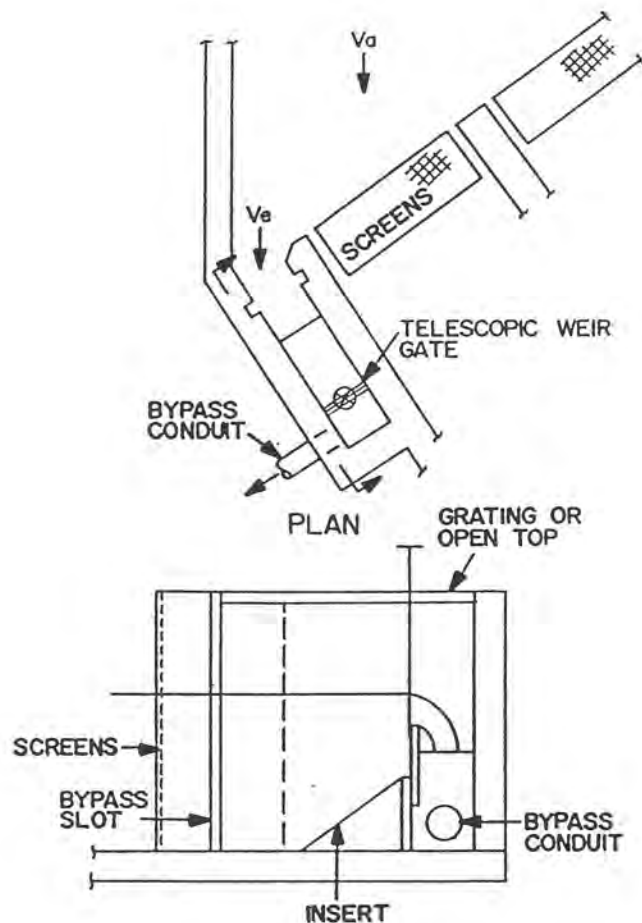 Va
Ve
SCREENS
TELESCOPIC WEIR
GATE
BYPASS
CONDUIT
PLAN
GRATING OR
OPEN TOP
SCREENS
BYPASS
SLOT
BYPASS
CONDUIT
INSERT